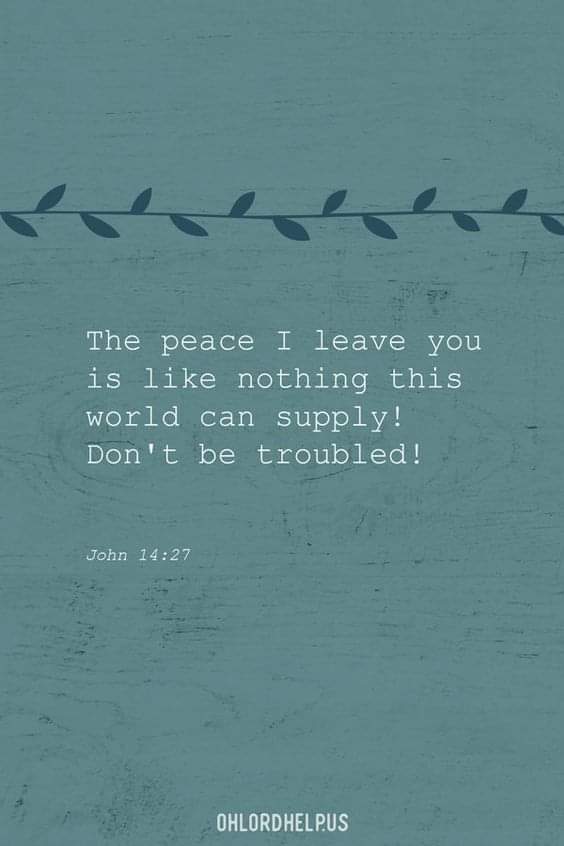 The peace I leave you
is like nothing this
world can supply!
Don't be troubled!
John 14:27
OHLORDHELP.US